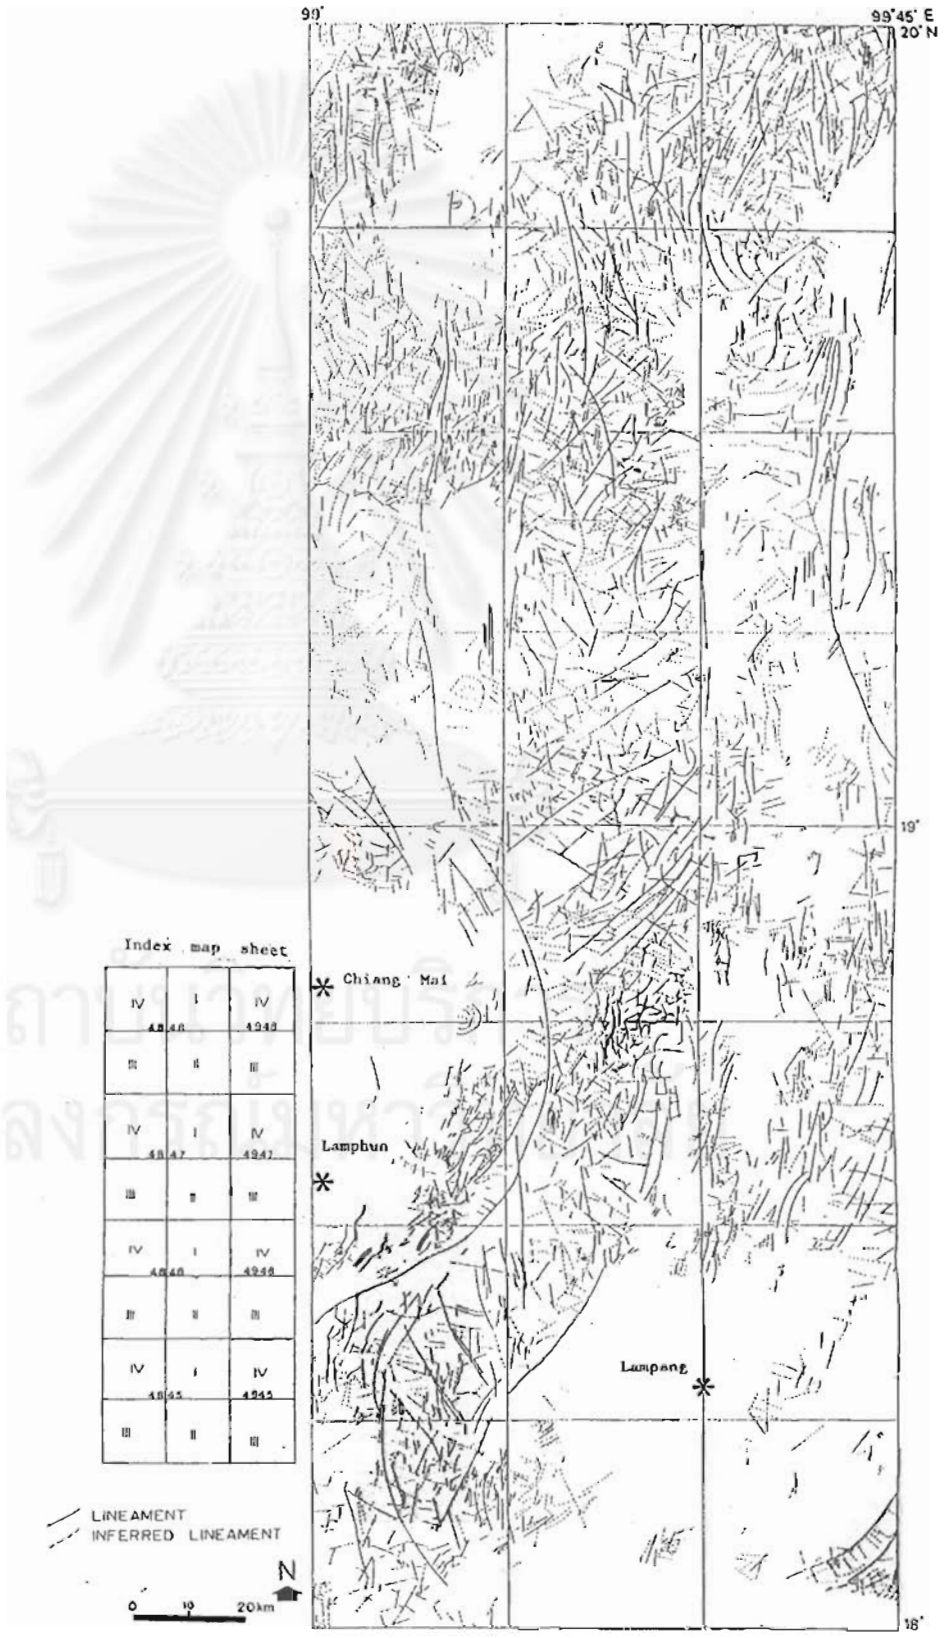 99°
99°45' E
20° N
19°
Index map sheet
IV I IV
4846 4948
III II III
IV I IV
4847 4947
III II III
IV I IV
4846 4946
III II III
IV I IV
4845 4945
III II III
Chiang Mai
Lamphun
Lampang
LINEAMENT
INFERRED LINEAMENT
N
0 10 20km
18°